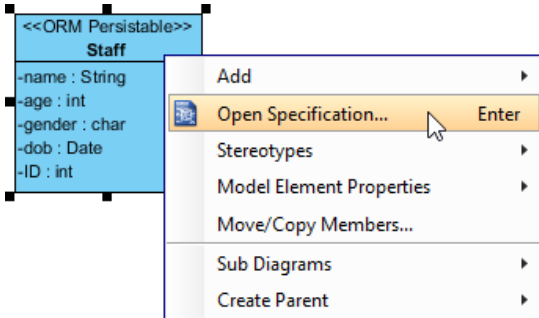 <<ORM Persistable>>
Staff
-name : String
-age : int
-gender : char
-dob : Date
-ID : int
Add
Open Specification... Enter
Stereotypes
Model Element Properties
Move/Copy Members...
Sub Diagrams
Create Parent